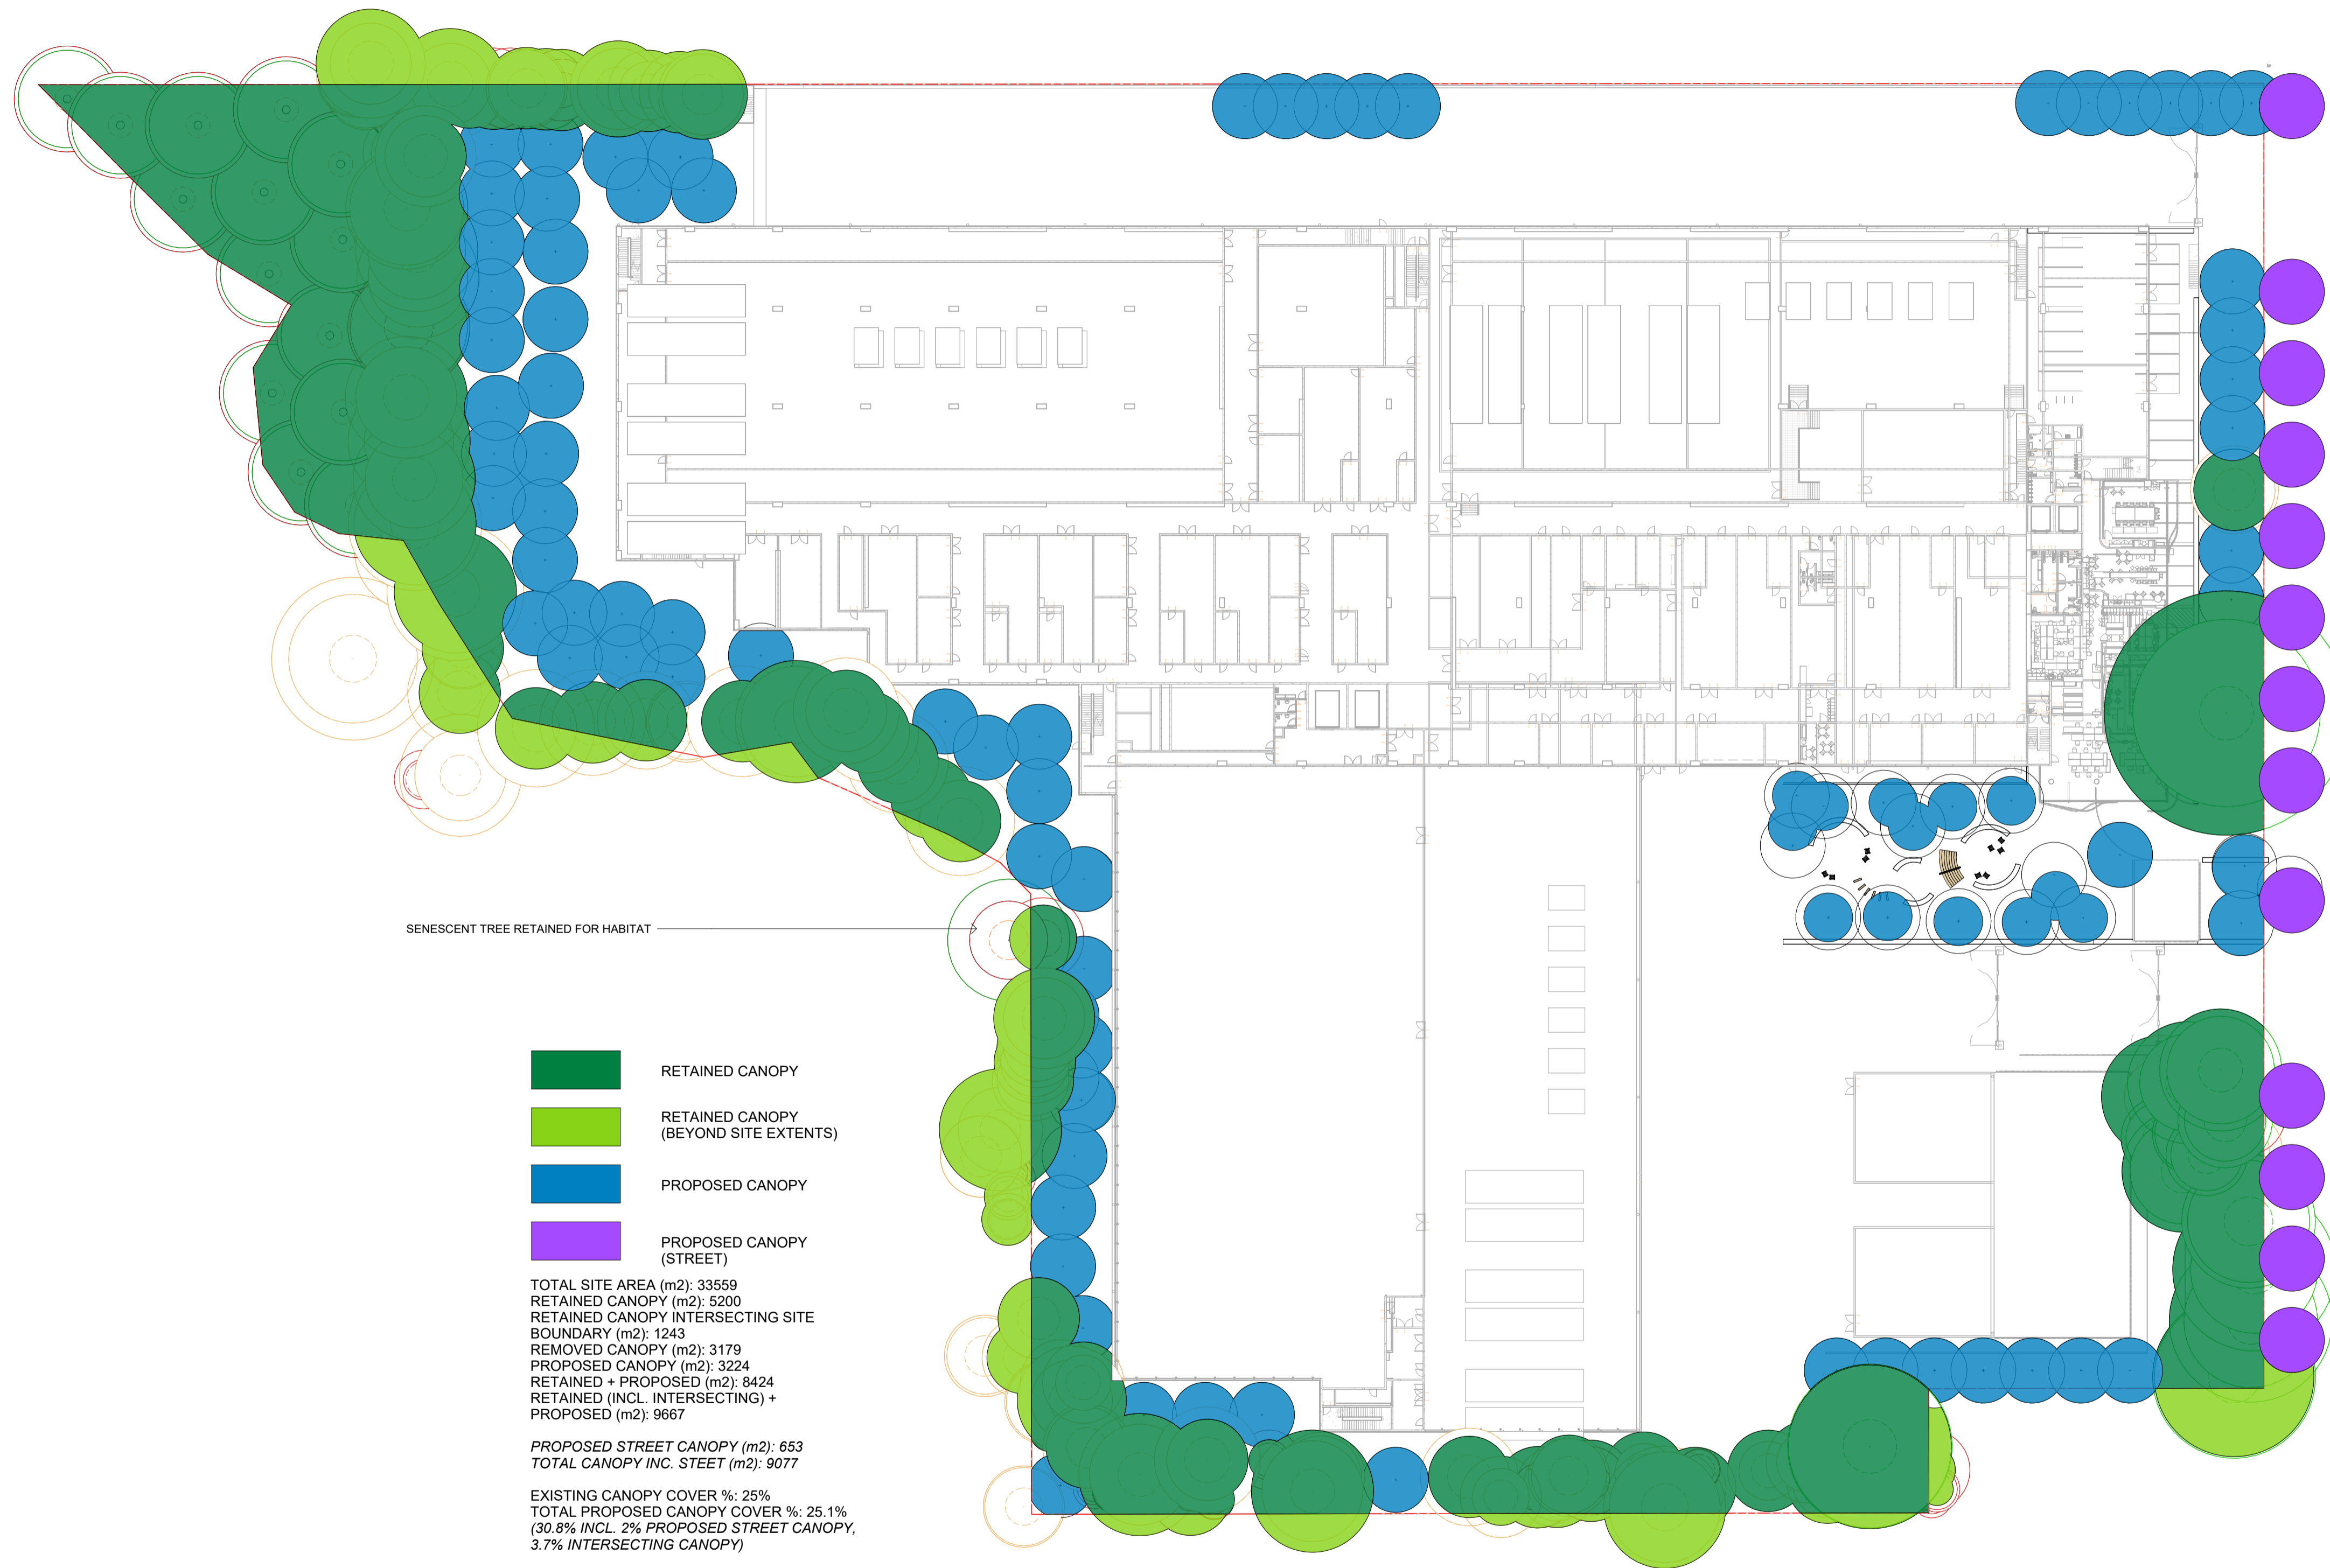 SENESCENT TREE RETAINED FOR HABITAT
RETAINED CANOPY
RETAINED CANOPY
(BEYOND SITE EXTENTS)
PROPOSED CANOPY
PROPOSED CANOPY
(STREET)
TOTAL SITE AREA (m2): 33559
RETAINED CANOPY (m2): 5200
RETAINED CANOPY INTERSECTING SITE
BOUNDARY (m2): 1243
REMOVED CANOPY (m2): 3179
PROPOSED CANOPY (m2): 3224
RETAINED + PROPOSED (m2): 8424
RETAINED (INCL. INTERSECTING) +
PROPOSED (m2): 9667
PROPOSED STREET CANOPY (m2): 653
TOTAL CANOPY INC. STEET (m2): 9077
EXISTING CANOPY COVER %: 25%
TOTAL PROPOSED CANOPY COVER %: 25.1%
(30.8% INCL. 2% PROPOSED STREET CANOPY,
3.7% INTERSECTING CANOPY)